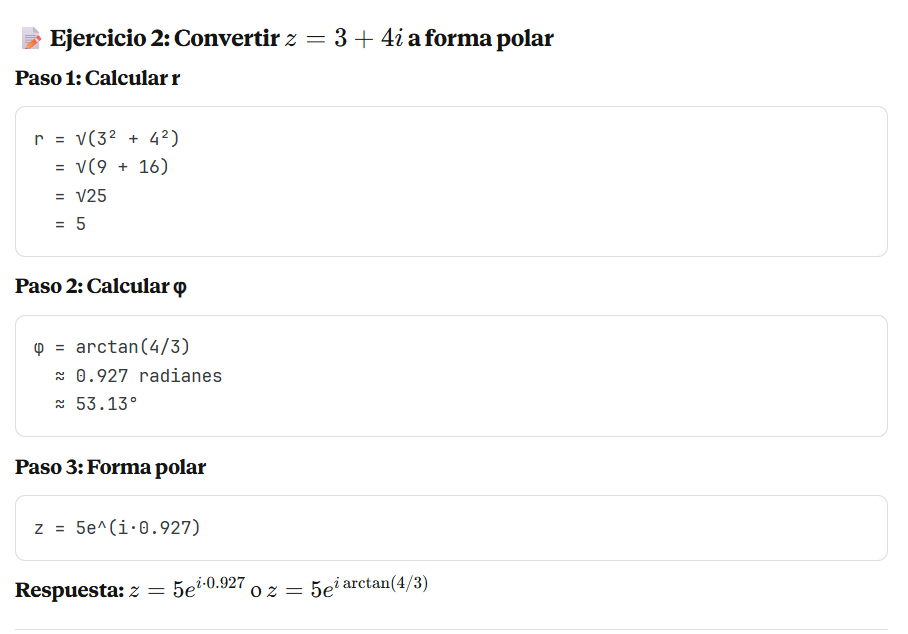 📝 Ejercicio 2: Convertir z = 3 + 4i a forma polar
Paso 1: Calcular r
r = √(3² + 4²)
= √(9 + 16)
= √25
= 5
Paso 2: Calcular φ
φ = arctan(4/3)
≈ 0.927 radianes
≈ 53.13°
Paso 3: Forma polar
z = 5e^(i·0.927)
Respuesta: z = 5e^{i·0.927} o z = 5e^{i arctan(4/3)}